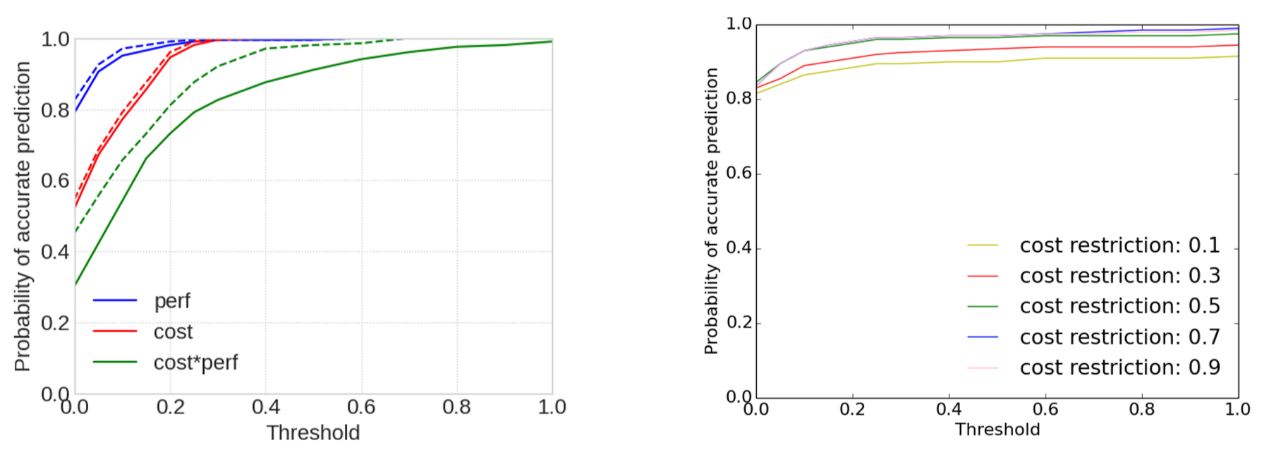 Probability of accurate prediction
1.0
0.8
0.6
0.4
0.2
0.0
perf
cost
cost*perf
0.0 0.2 0.4 0.6 0.8 1.0
Threshold
Probability of accurate prediction
1.0
0.8
0.6
0.4
0.2
0.0
cost restriction: 0.1
cost restriction: 0.3
cost restriction: 0.5
cost restriction: 0.7
cost restriction: 0.9
0.0 0.2 0.4 0.6 0.8 1.0
Threshold